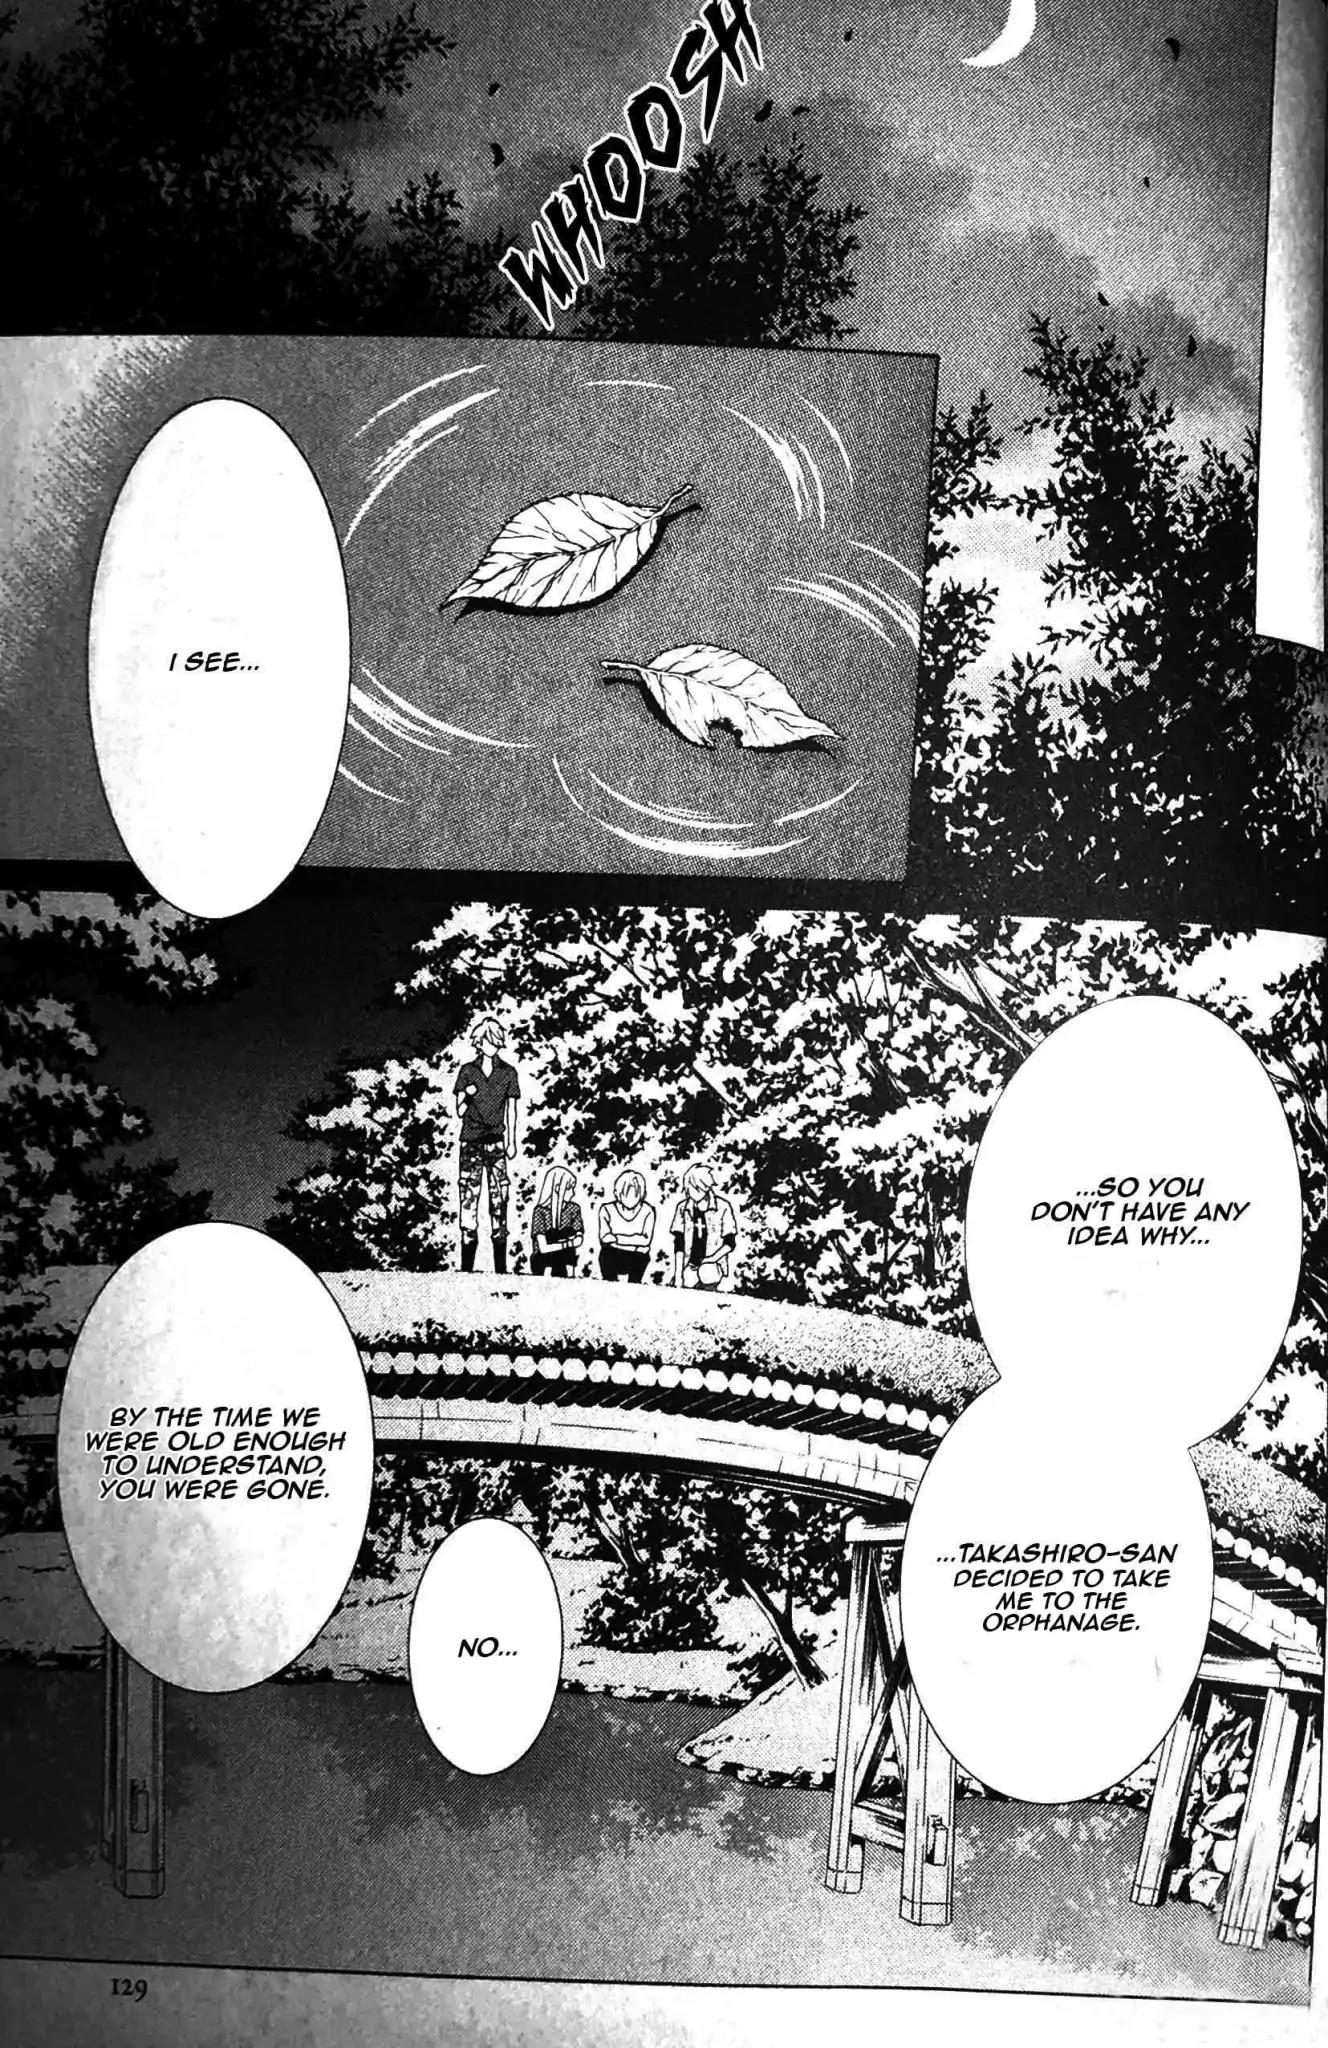 WHOOSH
I SEE...
...SO YOU
DON'T HAVE ANY
IDEA WHY...
...TAKASHIRO-SAN
DECIDED TO TAKE
ME TO THE
ORPHANAGE.
NO...
BY THE TIME WE
WERE OLD ENOUGH
TO UNDERSTAND,
YOU WERE GONE.
129